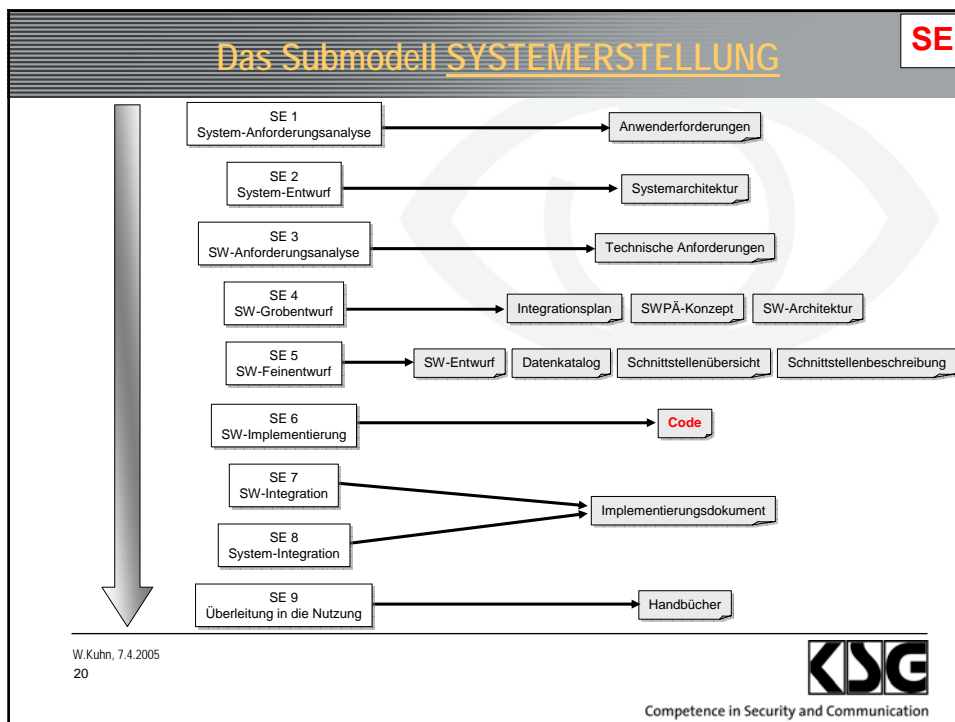 Das Submodell SYSTEMERSTELLUNG
SE
SE 1
System-Anforderungsanalyse
Anwenderforderungen
SE 2
System-Entwurf
Systemarchitektur
SE 3
SW-Anforderungsanalyse
Technische Anforderungen
SE 4
SW-Grobentwurf
Integrationsplan
SWPÄ-Konzept
SW-Architektur
SE 5
SW-Feinentwurf
SW-Entwurf
Datenkatalog
Schnittstellenübersicht
Schnittstellenbeschreibung
SE 6
SW-Implementierung
Code
SE 7
SW-Integration
Implementierungsdokument
SE 8
System-Integration
SE 9
Überleitung in die Nutzung
Handbücher
W.Kuhn, 7.4.2005
20
KSG
Competence in Security and Communication